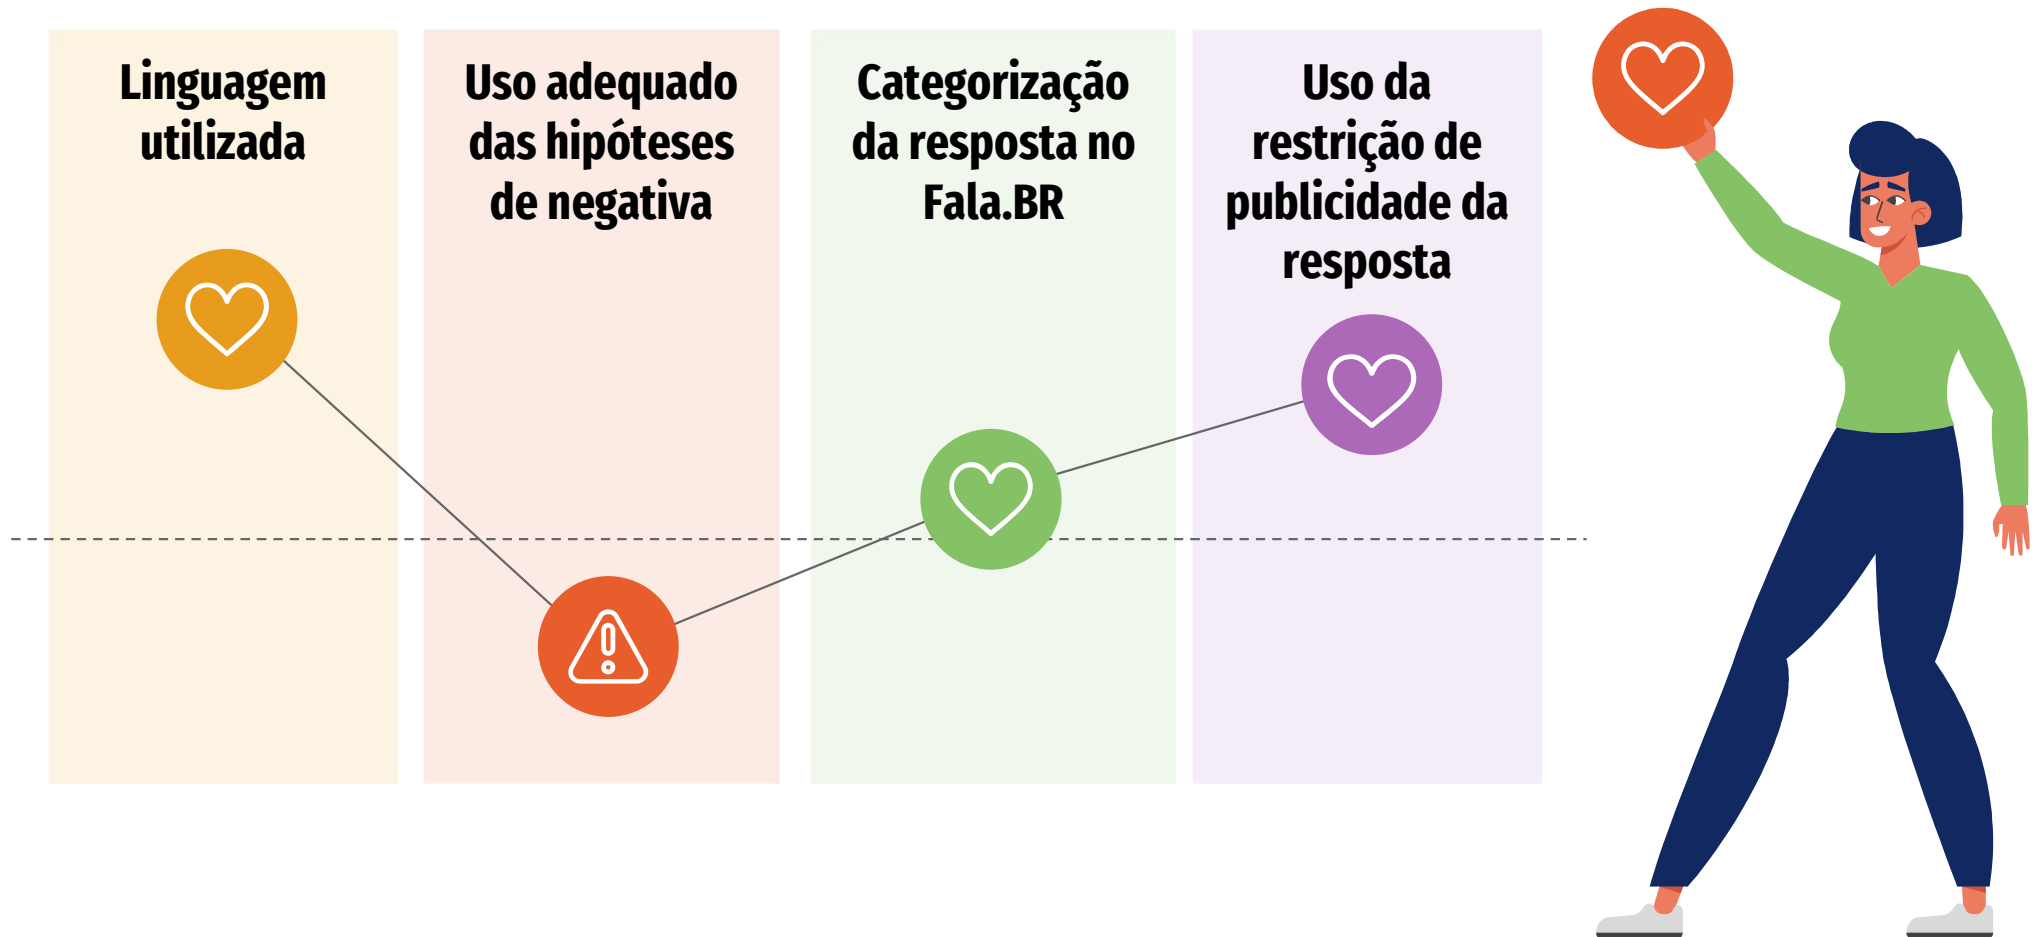 Linguagem
utilizada
Uso adequado
das hipóteses
de negativa
Categorização
da resposta no
Fala.BR
Uso da
restrição de
publicidade da
resposta